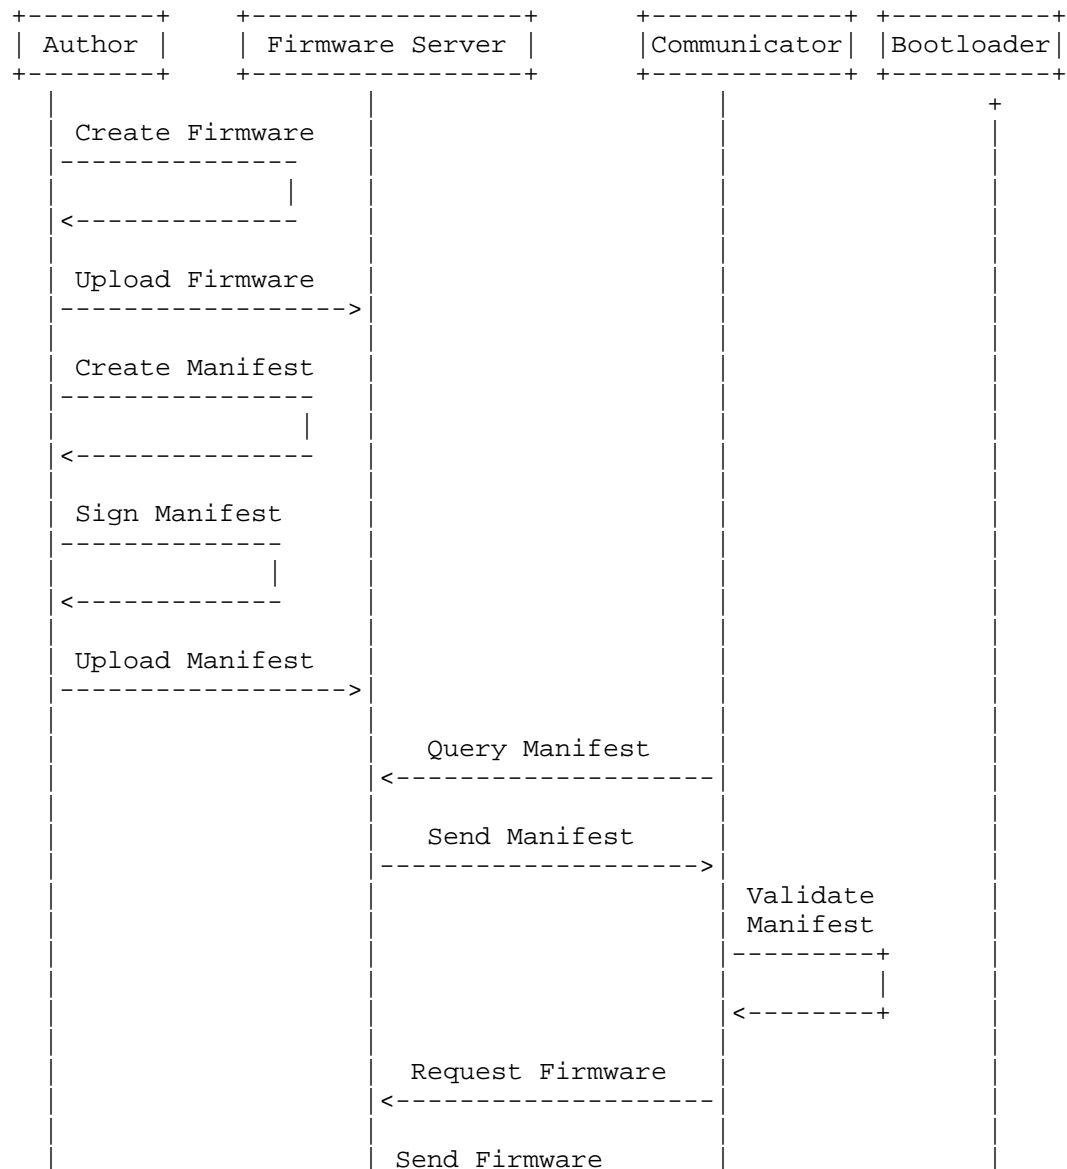 Author Firmware Server Communicator Bootloader
Create Firmware
Upload Firmware
Create Manifest
Sign Manifest
Upload Manifest
Query Manifest
Send Manifest
Validate
Manifest
Request Firmware
Send Firmware